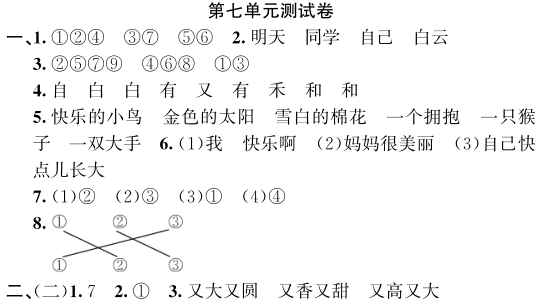 第七单元测试卷
一、1. ①②④ ③⑦ ⑤⑥ 2. 明天 同学 自己 白云
3. ②⑤⑦⑨ ④⑥⑧ ①③
4. 自 白 白 有 又 有 禾 和 和
5. 快乐的小鸟 金色的太阳 雪白的棉花 一个拥抱 一只猴
子 一双大手 6. (1)我 快乐啊 (2)妈妈很美丽 (3)自己快
点儿长大
7. (1)② (2)③ (3)① (4)④
8. ① ② ③
① ② ③
二、(二)1. 7 2. ① 3. 又大又圆 又香又甜 又高又大